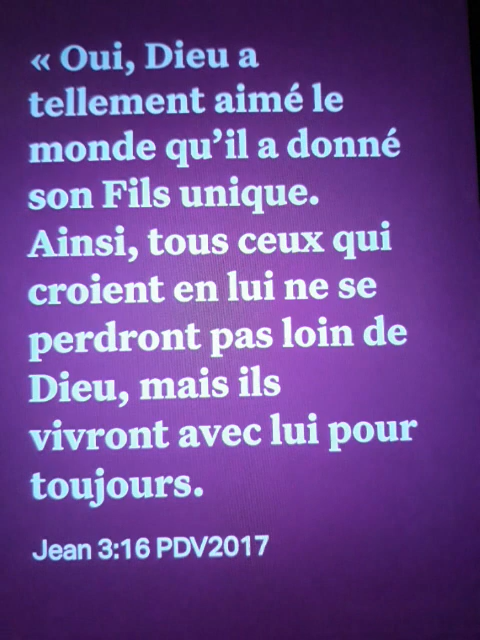 « Oui, Dieu a
tellement aimé le
monde qu’il a donné
son Fils unique.
Ainsi, tous ceux qui
croient en lui ne se
perdront pas loin de
Dieu, mais ils
vivront avec lui pour
toujours.
Jean 3:16 PDV2017